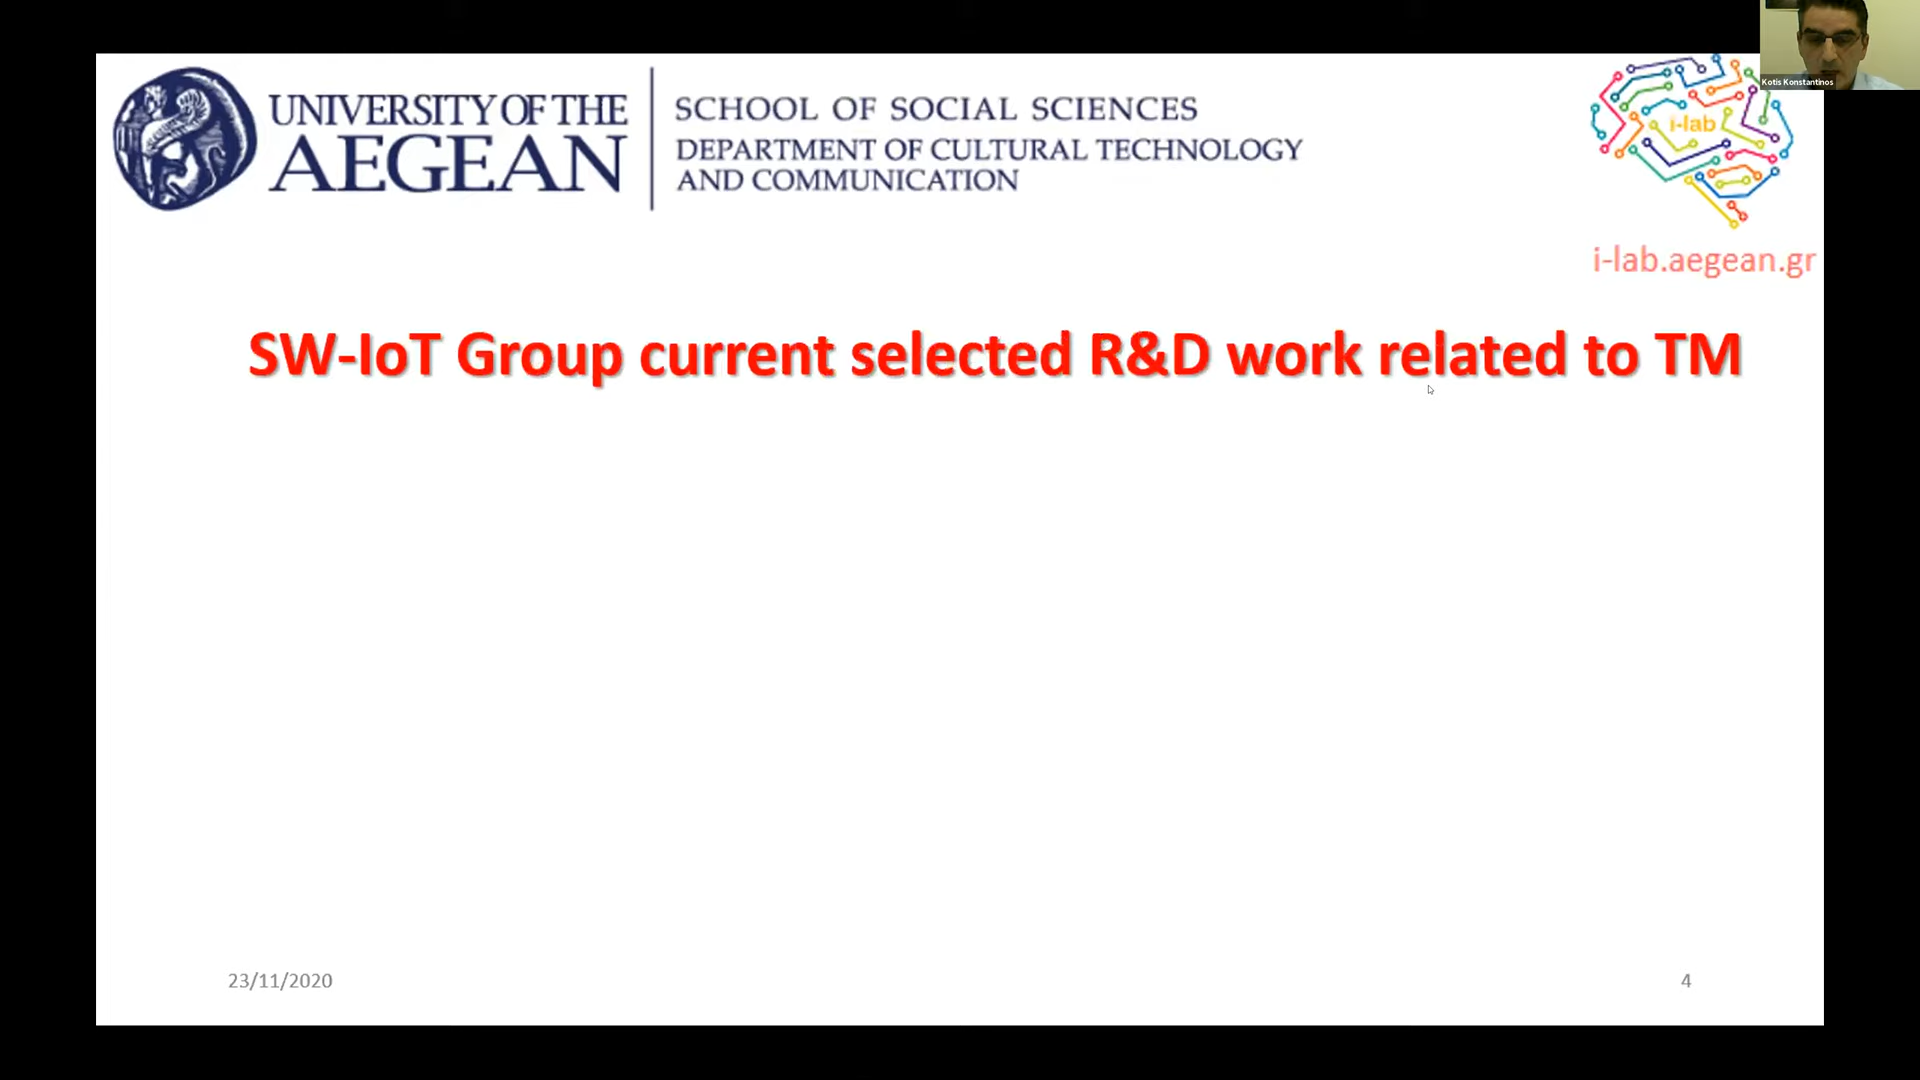 UNIVERSITY OF THE
AEGEAN
SCHOOL OF SOCIAL SCIENCES
DEPARTMENT OF CULTURAL TECHNOLOGY
AND COMMUNICATION
Kotis Konstantinos
i-lab
i-lab.aegean.gr
SW-IoT Group current selected R&D work related to TM
23/11/2020
4